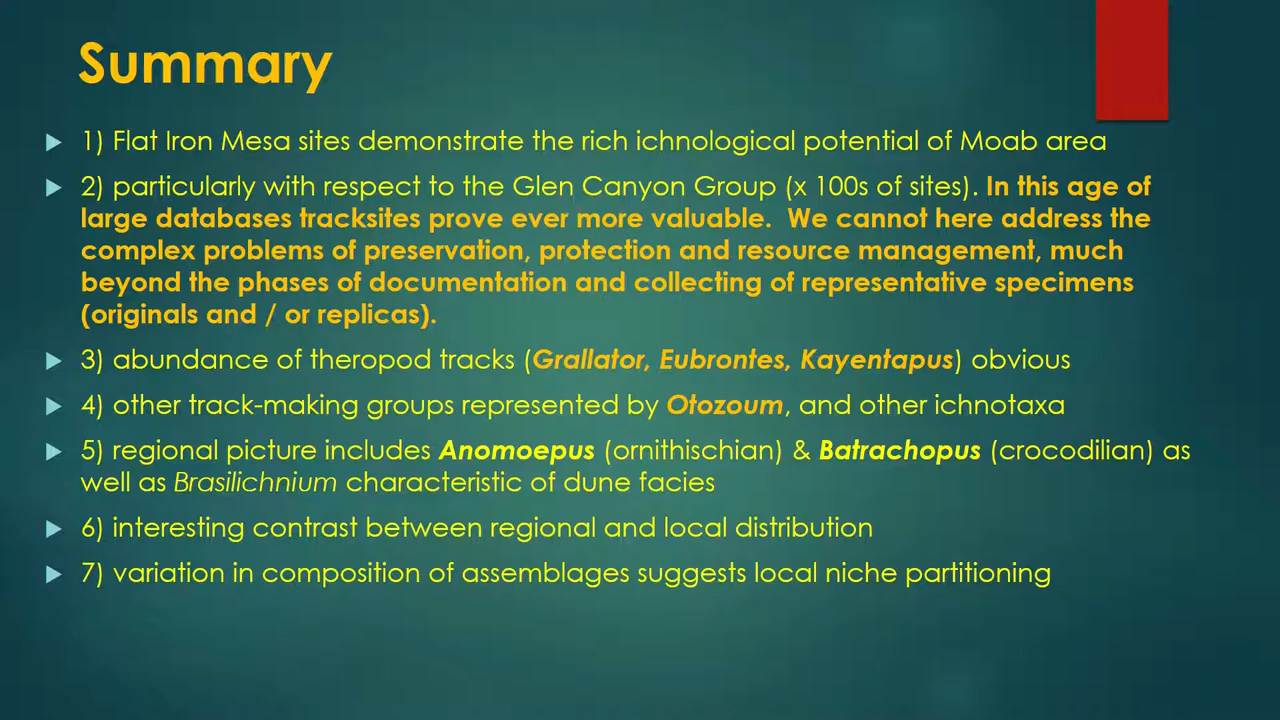 Summary
1) Flat Iron Mesa sites demonstrate the rich ichnological potential of Moab area
2) particularly with respect to the Glen Canyon Group (x 100s of sites). In this age of
large databases tracksites prove ever more valuable.  We cannot here address the
complex problems of preservation, protection and resource management, much
beyond the phases of documentation and collecting of representative specimens
(originals and / or replicas).
3) abundance of theropod tracks (Grallator, Eubrontes, Kayentapus) obvious
4) other track-making groups represented by Otozoum, and other ichnotaxa
5) regional picture includes Anomoepus (ornithischian) & Batrachopus (crocodilian) as
well as Brasilichnium characteristic of dune facies
6) interesting contrast between regional and local distribution
7) variation in composition of assemblages suggests local niche partitioning